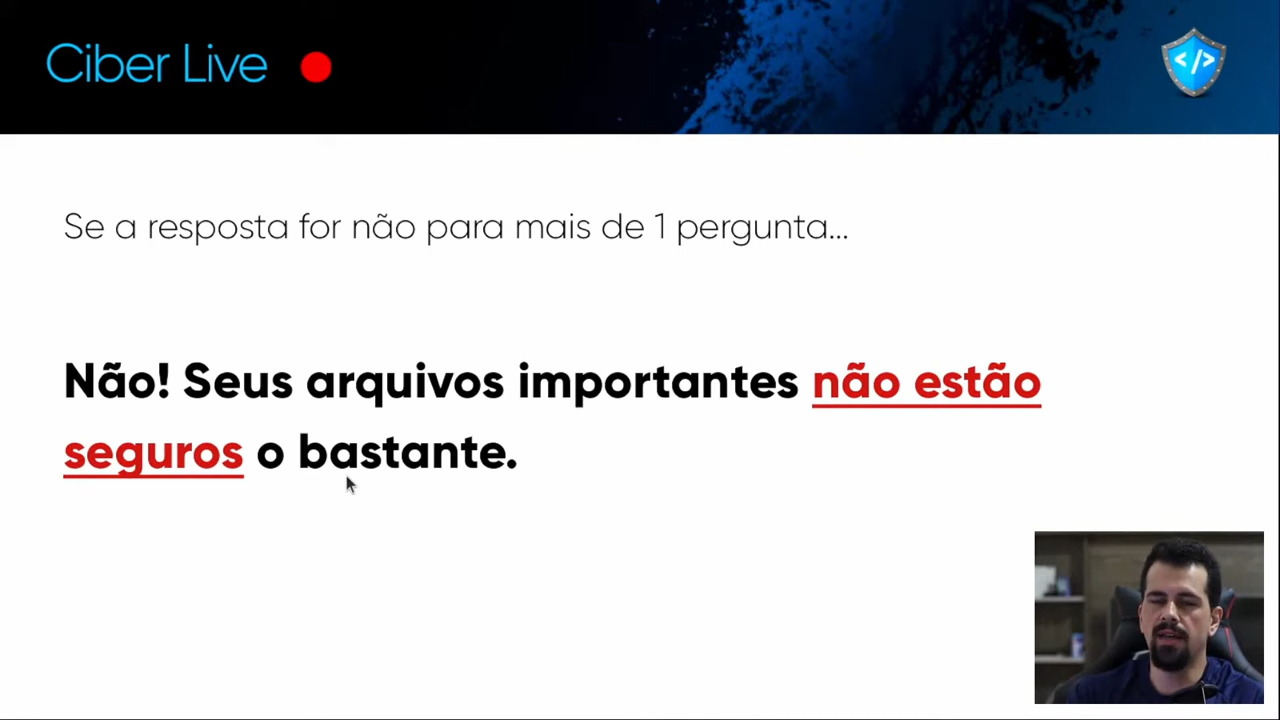 Ciber Live
</>
Se a resposta for não para mais de 1 pergunta...
Não! Seus arquivos importantes não estão
seguros o bastante.